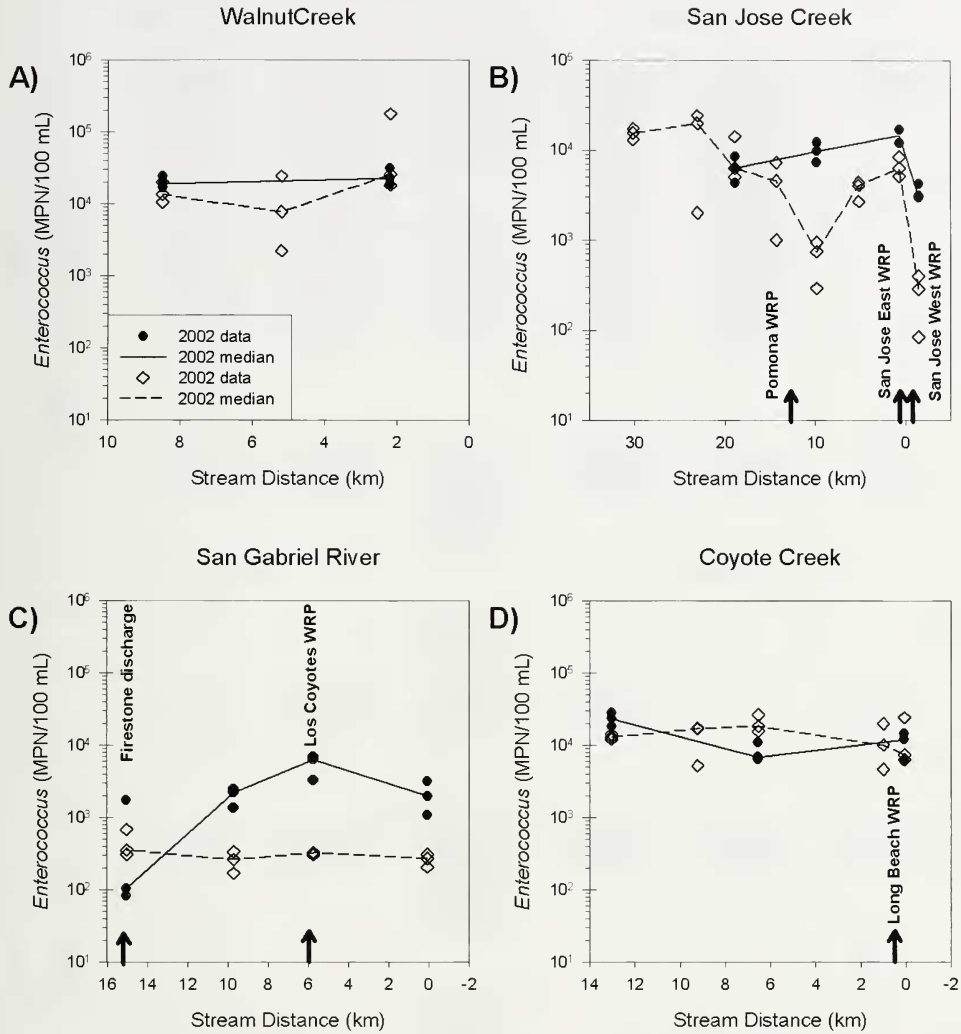 WalnutCreek
A)
Enterococcus (MPN/100 mL)
10⁶
10⁵
10⁴
10³
10²
10¹
2002 data
2002 median
2002 data
2002 median
10 8 6 4 2 0
Stream Distance (km)
San Jose Creek
B)
Enterococcus (MPN/100 mL)
10⁶
10⁵
10⁴
10³
10²
10¹
Pomona WRP
San Jose East WRP
San Jose West WRP
30 20 10 0
Stream Distance (km)
San Gabriel River
C)
Enterococcus (MPN/100 mL)
10⁶
10⁵
10⁴
10³
10²
10¹
Firestone discharge
Los Coyotes WRP
16 14 12 10 8 6 4 2 0 -2
Stream Distance (km)
Coyote Creek
D)
Enterococcus (MPN/100 mL)
10⁶
10⁵
10⁴
10³
10²
10¹
Long Beach WRP
14 12 10 8 6 4 2 0 -2
Stream Distance (km)